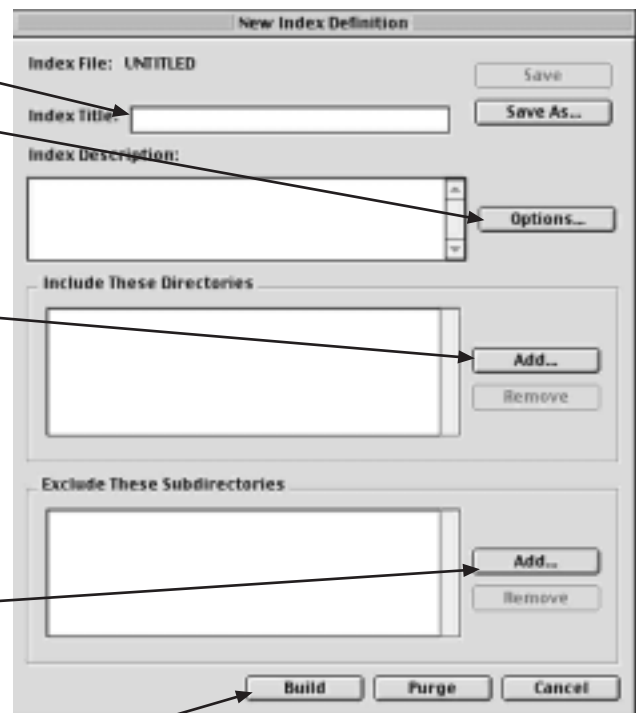 New Index Definition
Index File: UNTITLED
Save
Index Title:
Save As...
Index Description:
Options...
Include These Directories
Add...
Remove
Exclude These Subdirectories
Add...
Remove
Build Purge Cancel